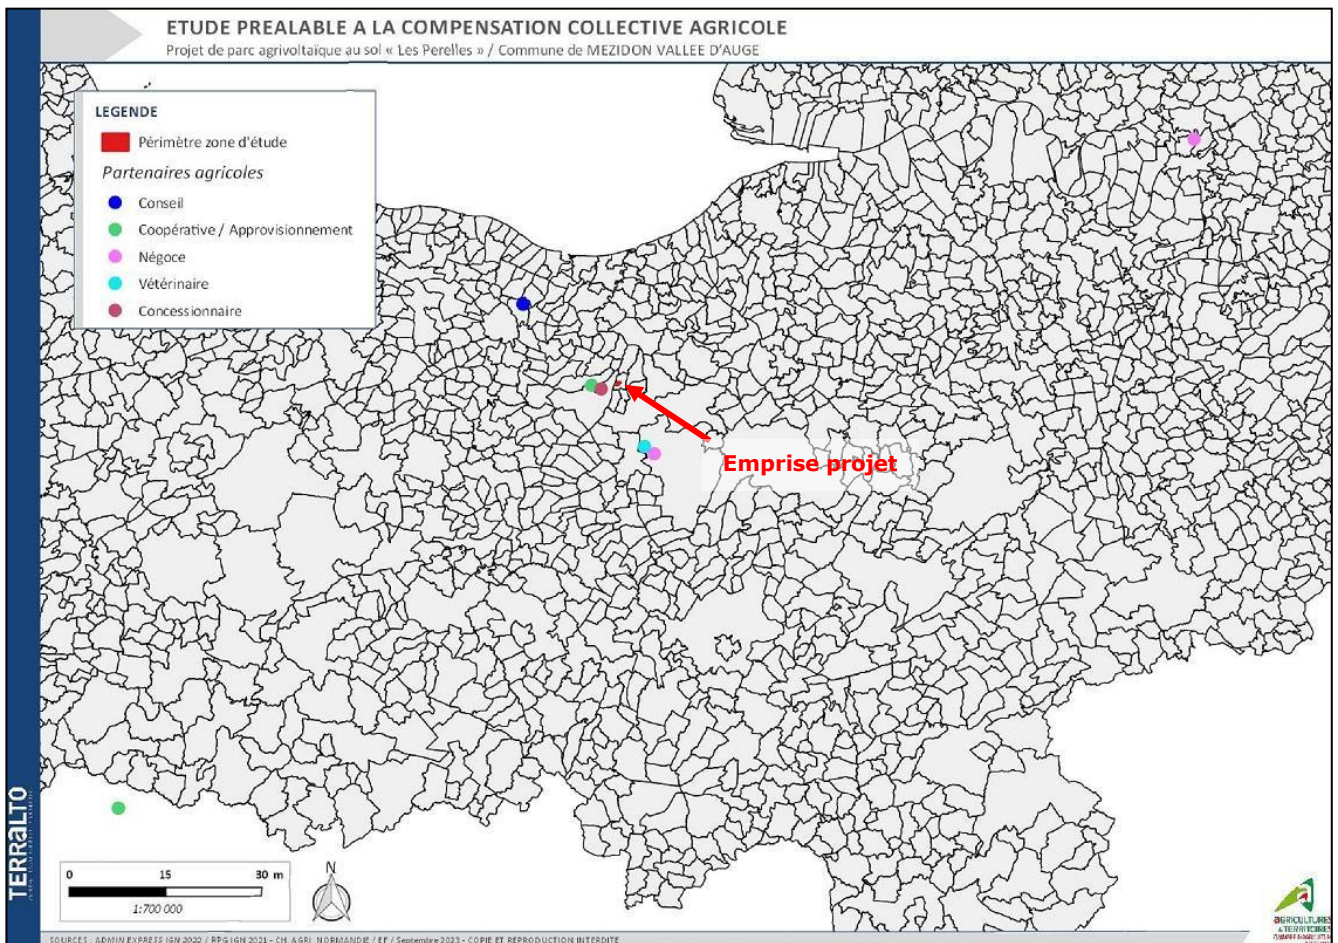 ETUDE PREALABLE A LA COMPENSATION COLLECTIVE AGRICOLE
Projet de parc agrivoltaïque au sol « Les Perelles » / Commune de MEZIDON VALLEE D'AUGE
LEGENDE
Périmètre zone d'étude
Partenaires agricoles
Conseil
Coopérative / Approvisionnement
Négoce
Vétérinaire
Concessionnaire
Emprise projet
TERRALTO
0 15 30 m
1:700 000
N
AGRICULTURES
& TERRITOIRES
SOURCES : ADMIN EXPRESS IGN 2022 / RPG IGN 2021 - CH. AGRI. NORMANDIE / EF / Septembre 2023 - COPIE ET REPRODUCTION INTERDITE